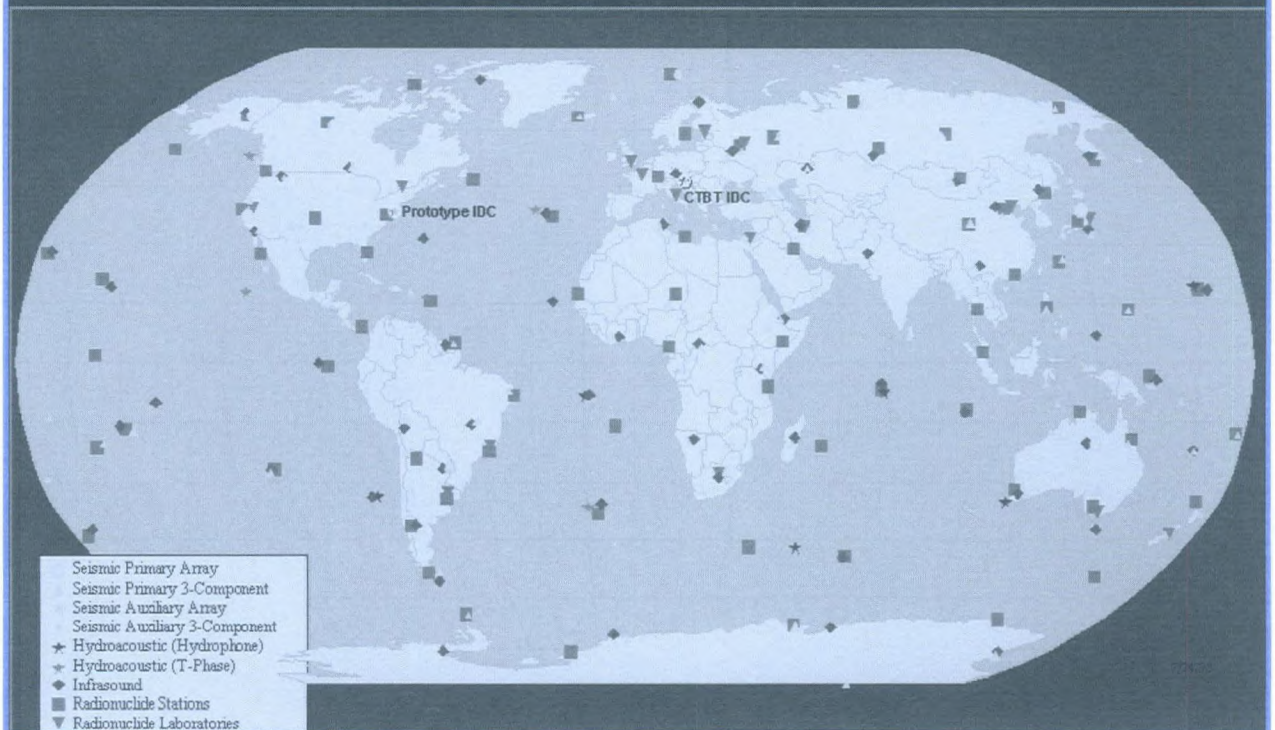 CTBT IDC
Prototype IDC
Seismic Primary Array
Seismic Primary 3-Component
Seismic Auxiliary Array
Seismic Auxiliary 3-Component
Hydroacoustic (Hydrophone)
Hydroacoustic (T-Phase)
Infrasound
Radionuclide Stations
Radionuclide Laboratories